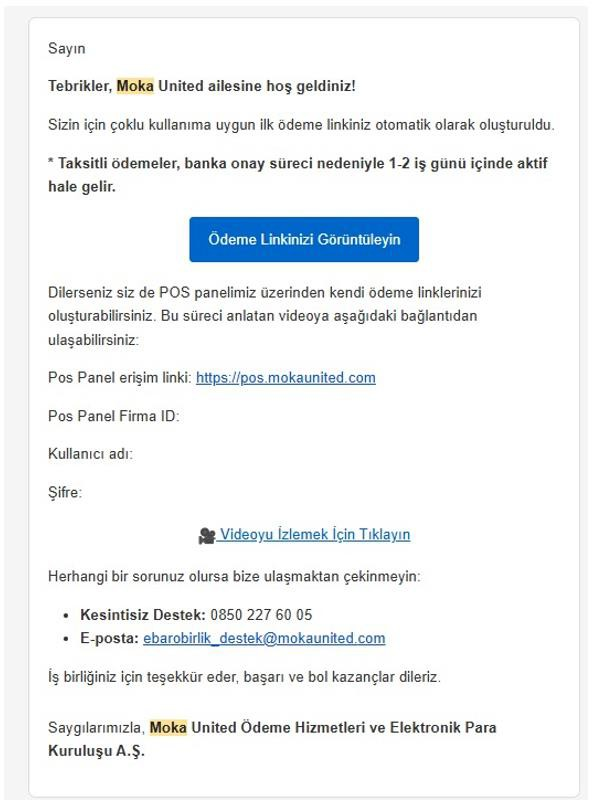 Sayın
Tebrikler, Moka United ailesine hoş geldiniz!
Sizin için çoklu kullanıma uygun ilk ödeme linkiniz otomatik olarak oluşturuldu.
* Taksitli ödemeler, banka onay süreci nedeniyle 1-2 iş günü içinde aktif
hale gelir.
Ödeme Linkinizi Görüntüleyin
Dilerseniz siz de POS panelimiz üzerinden kendi ödeme linklerinizi
oluşturabilirsiniz. Bu süreci anlatan videoya aşağıdaki bağlantıdan
ulaşabilirsiniz:
Pos Panel erişim linki: https://pos.mokaunited.com
Pos Panel Firma ID:
Kullanıcı adı:
Şifre:
🎥 Videoyu İzlemek İçin Tıklayın
Herhangi bir sorunuz olursa bize ulaşmaktan çekinmeyin:
• Kesintisiz Destek: 0850 227 60 05
• E-posta: ebarobirlik_destek@mokaunited.com
İş birliğiniz için teşekkür eder, başarı ve bol kazançlar dileriz.
Saygılarımızla, Moka United Ödeme Hizmetleri ve Elektronik Para
Kuruluşu A.Ş.